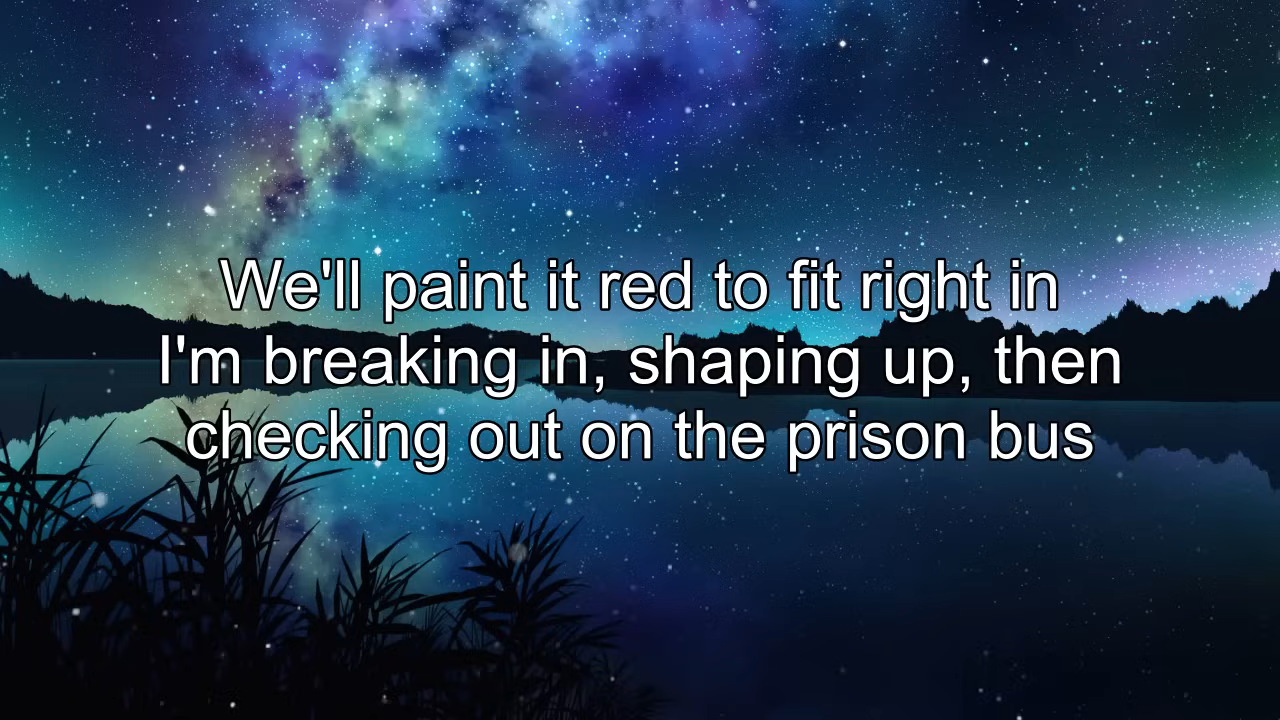 We'll paint it red to fit right in
I'm breaking in, shaping up, then
checking out on the prison bus